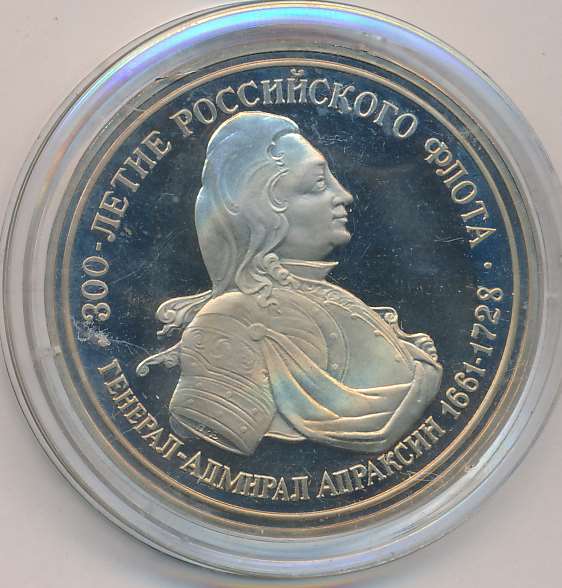 300-ЛЕТИЕ РОССИЙСКОГО ФЛОТА ·
ГЕНЕРАЛ-АДМИРАЛ АПРАКСИН 1661-1728